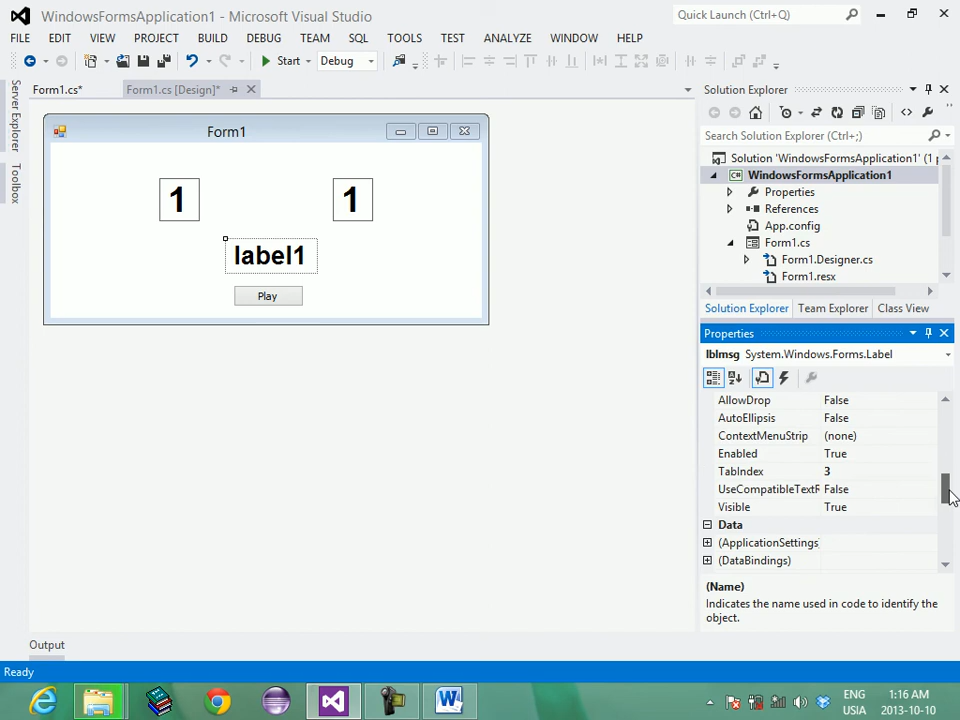 WindowsFormsApplication1 - Microsoft Visual Studio
Quick Launch (Ctrl+Q)
FILE EDIT VIEW PROJECT BUILD DEBUG TEAM SQL TOOLS TEST ANALYZE WINDOW HELP
Start Debug
Server Explorer
Toolbox
Form1.cs*
Form1.cs [Design]*
Form1
1
1
label1
Play
Solution Explorer
Search Solution Explorer (Ctrl+;)
Solution 'WindowsFormsApplication1' (1 p
WindowsFormsApplication1
Properties
References
App.config
Form1.cs
Form1.Designer.cs
Form1.resx
Solution Explorer Team Explorer Class View
Properties
lblmsg System.Windows.Forms.Label
AllowDrop False
AutoEllipsis False
ContextMenuStrip (none)
Enabled True
TabIndex 3
UseCompatibleTextR False
Visible True
Data
(ApplicationSettings)
(DataBindings)
(Name)
Indicates the name used in code to identify the
object.
Output
Ready
ENG
USIA
1:16 AM
2013-10-10